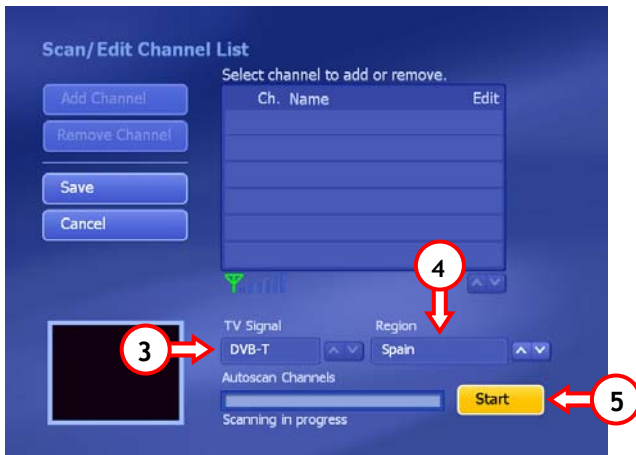 Scan/Edit Channel List
Select channel to add or remove.
Add Channel
Ch. Name Edit
Remove Channel
Save
Cancel
4
TV Signal Region
3
DVB-T Spain
Autoscan Channels
Start
5
Scanning in progress